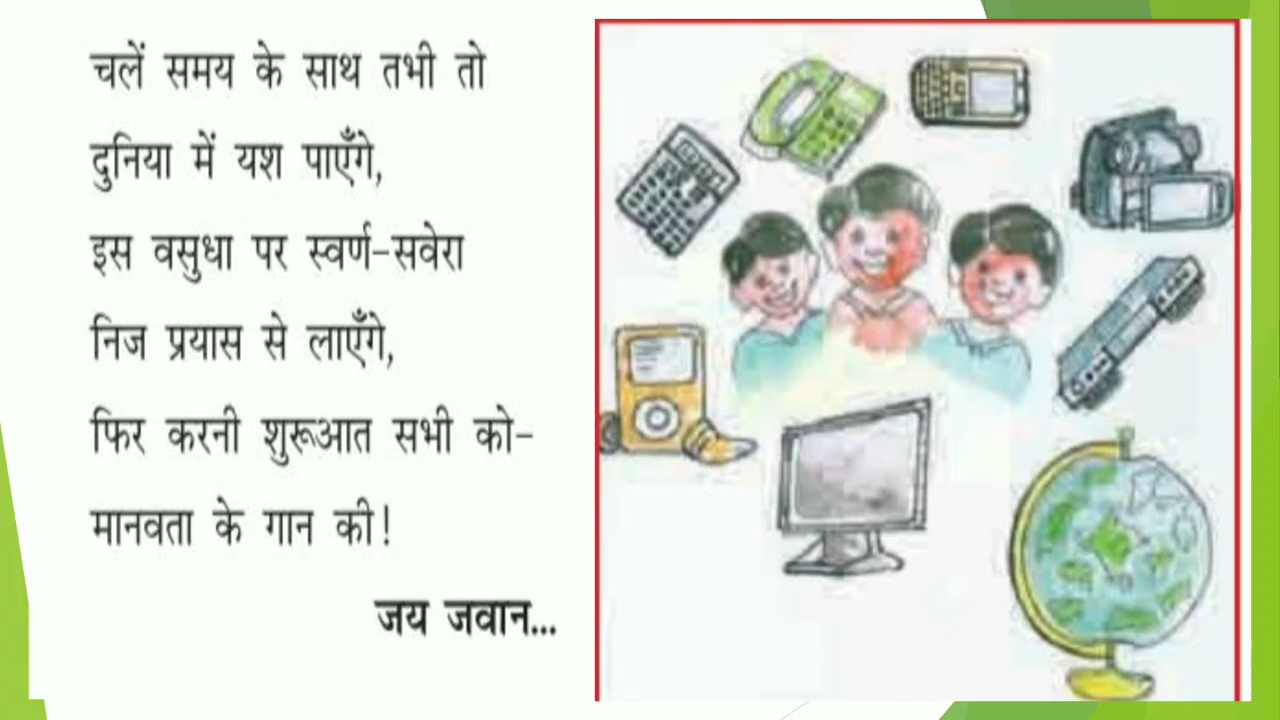 चलें समय के साथ तभी तो
दुनिया में यश पाएँगे,
इस वसुधा पर स्वर्ण-सवेरा
निज प्रयास से लाएँगे,
फिर करनी शुरूआत सभी को-
मानवता के गान की!
जय जवान...